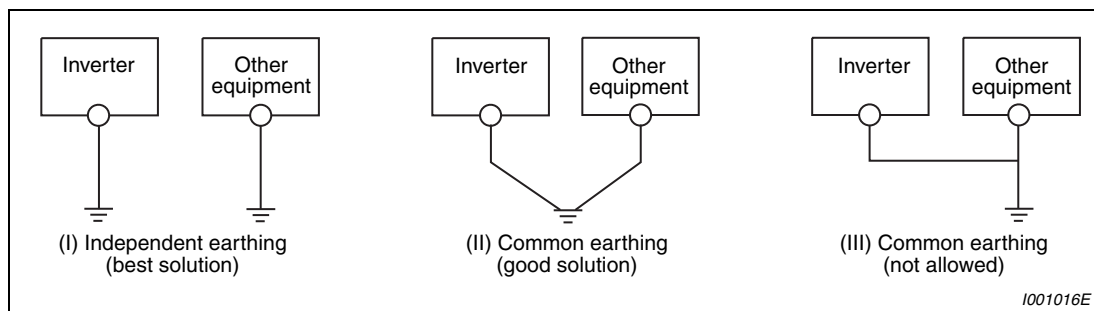 Inverter
Other
equipment
Inverter
Other
equipment
Inverter
Other
equipment
(I) Independent earthing
(best solution)
(II) Common earthing
(good solution)
(III) Common earthing
(not allowed)
I001016E